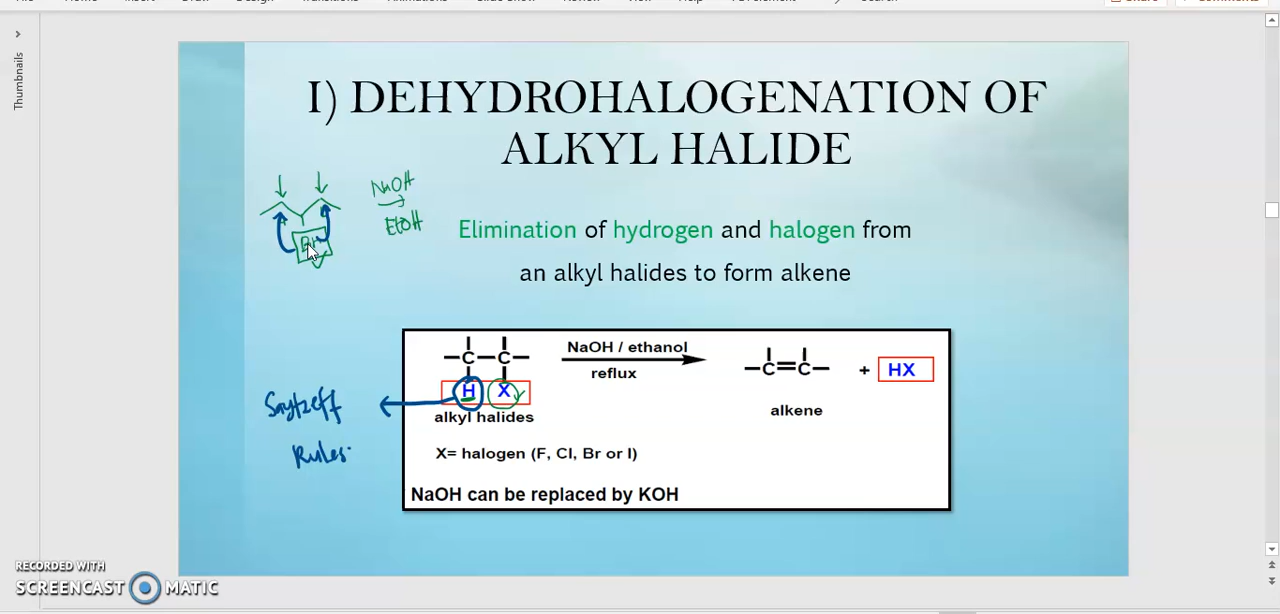 Thumbnails
I) DEHYDROHALOGENATION OF
ALKYL HALIDE
NaOH
EtOH
Br
Elimination of hydrogen and halogen from
an alkyl halides to form alkene
NaOH / ethanol
reflux
–C–C–
H X
alkyl halides
–C=C–
alkene
+ HX
X= halogen (F, Cl, Br or I)
NaOH can be replaced by KOH
Saytzeff
Rules
RECORDED WITH
SCREENCAST MATIC